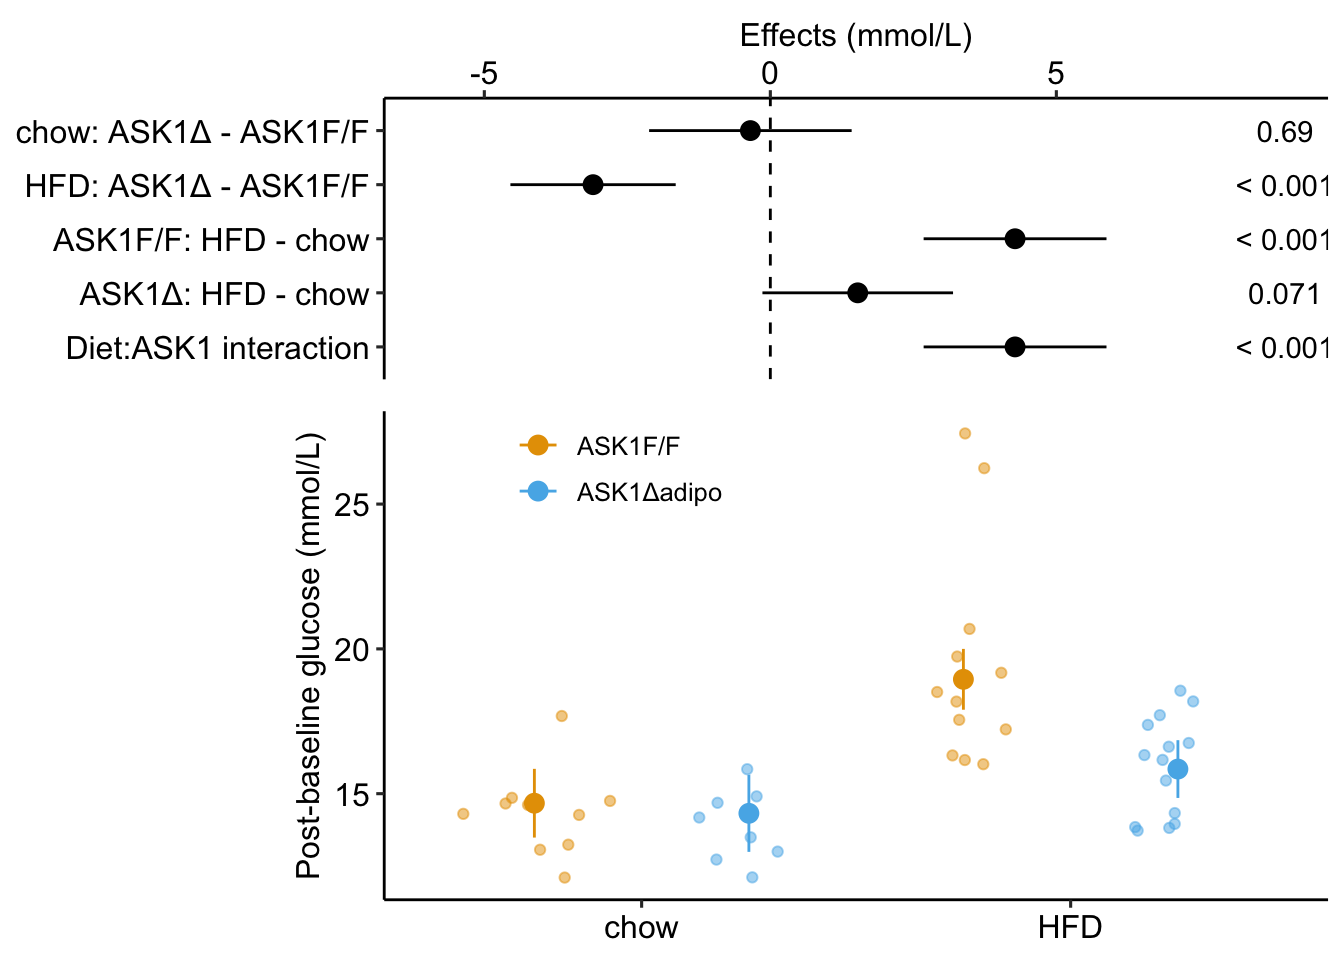 Effects (mmol/L)
-5 0 5
chow: ASK1Δ - ASK1F/F 0.69
HFD: ASK1Δ - ASK1F/F < 0.001
ASK1F/F: HFD - chow < 0.001
ASK1Δ: HFD - chow 0.071
Diet:ASK1 interaction < 0.001
Post-baseline glucose (mmol/L)
ASK1F/F
ASK1Δadipo
25
20
15
chow HFD